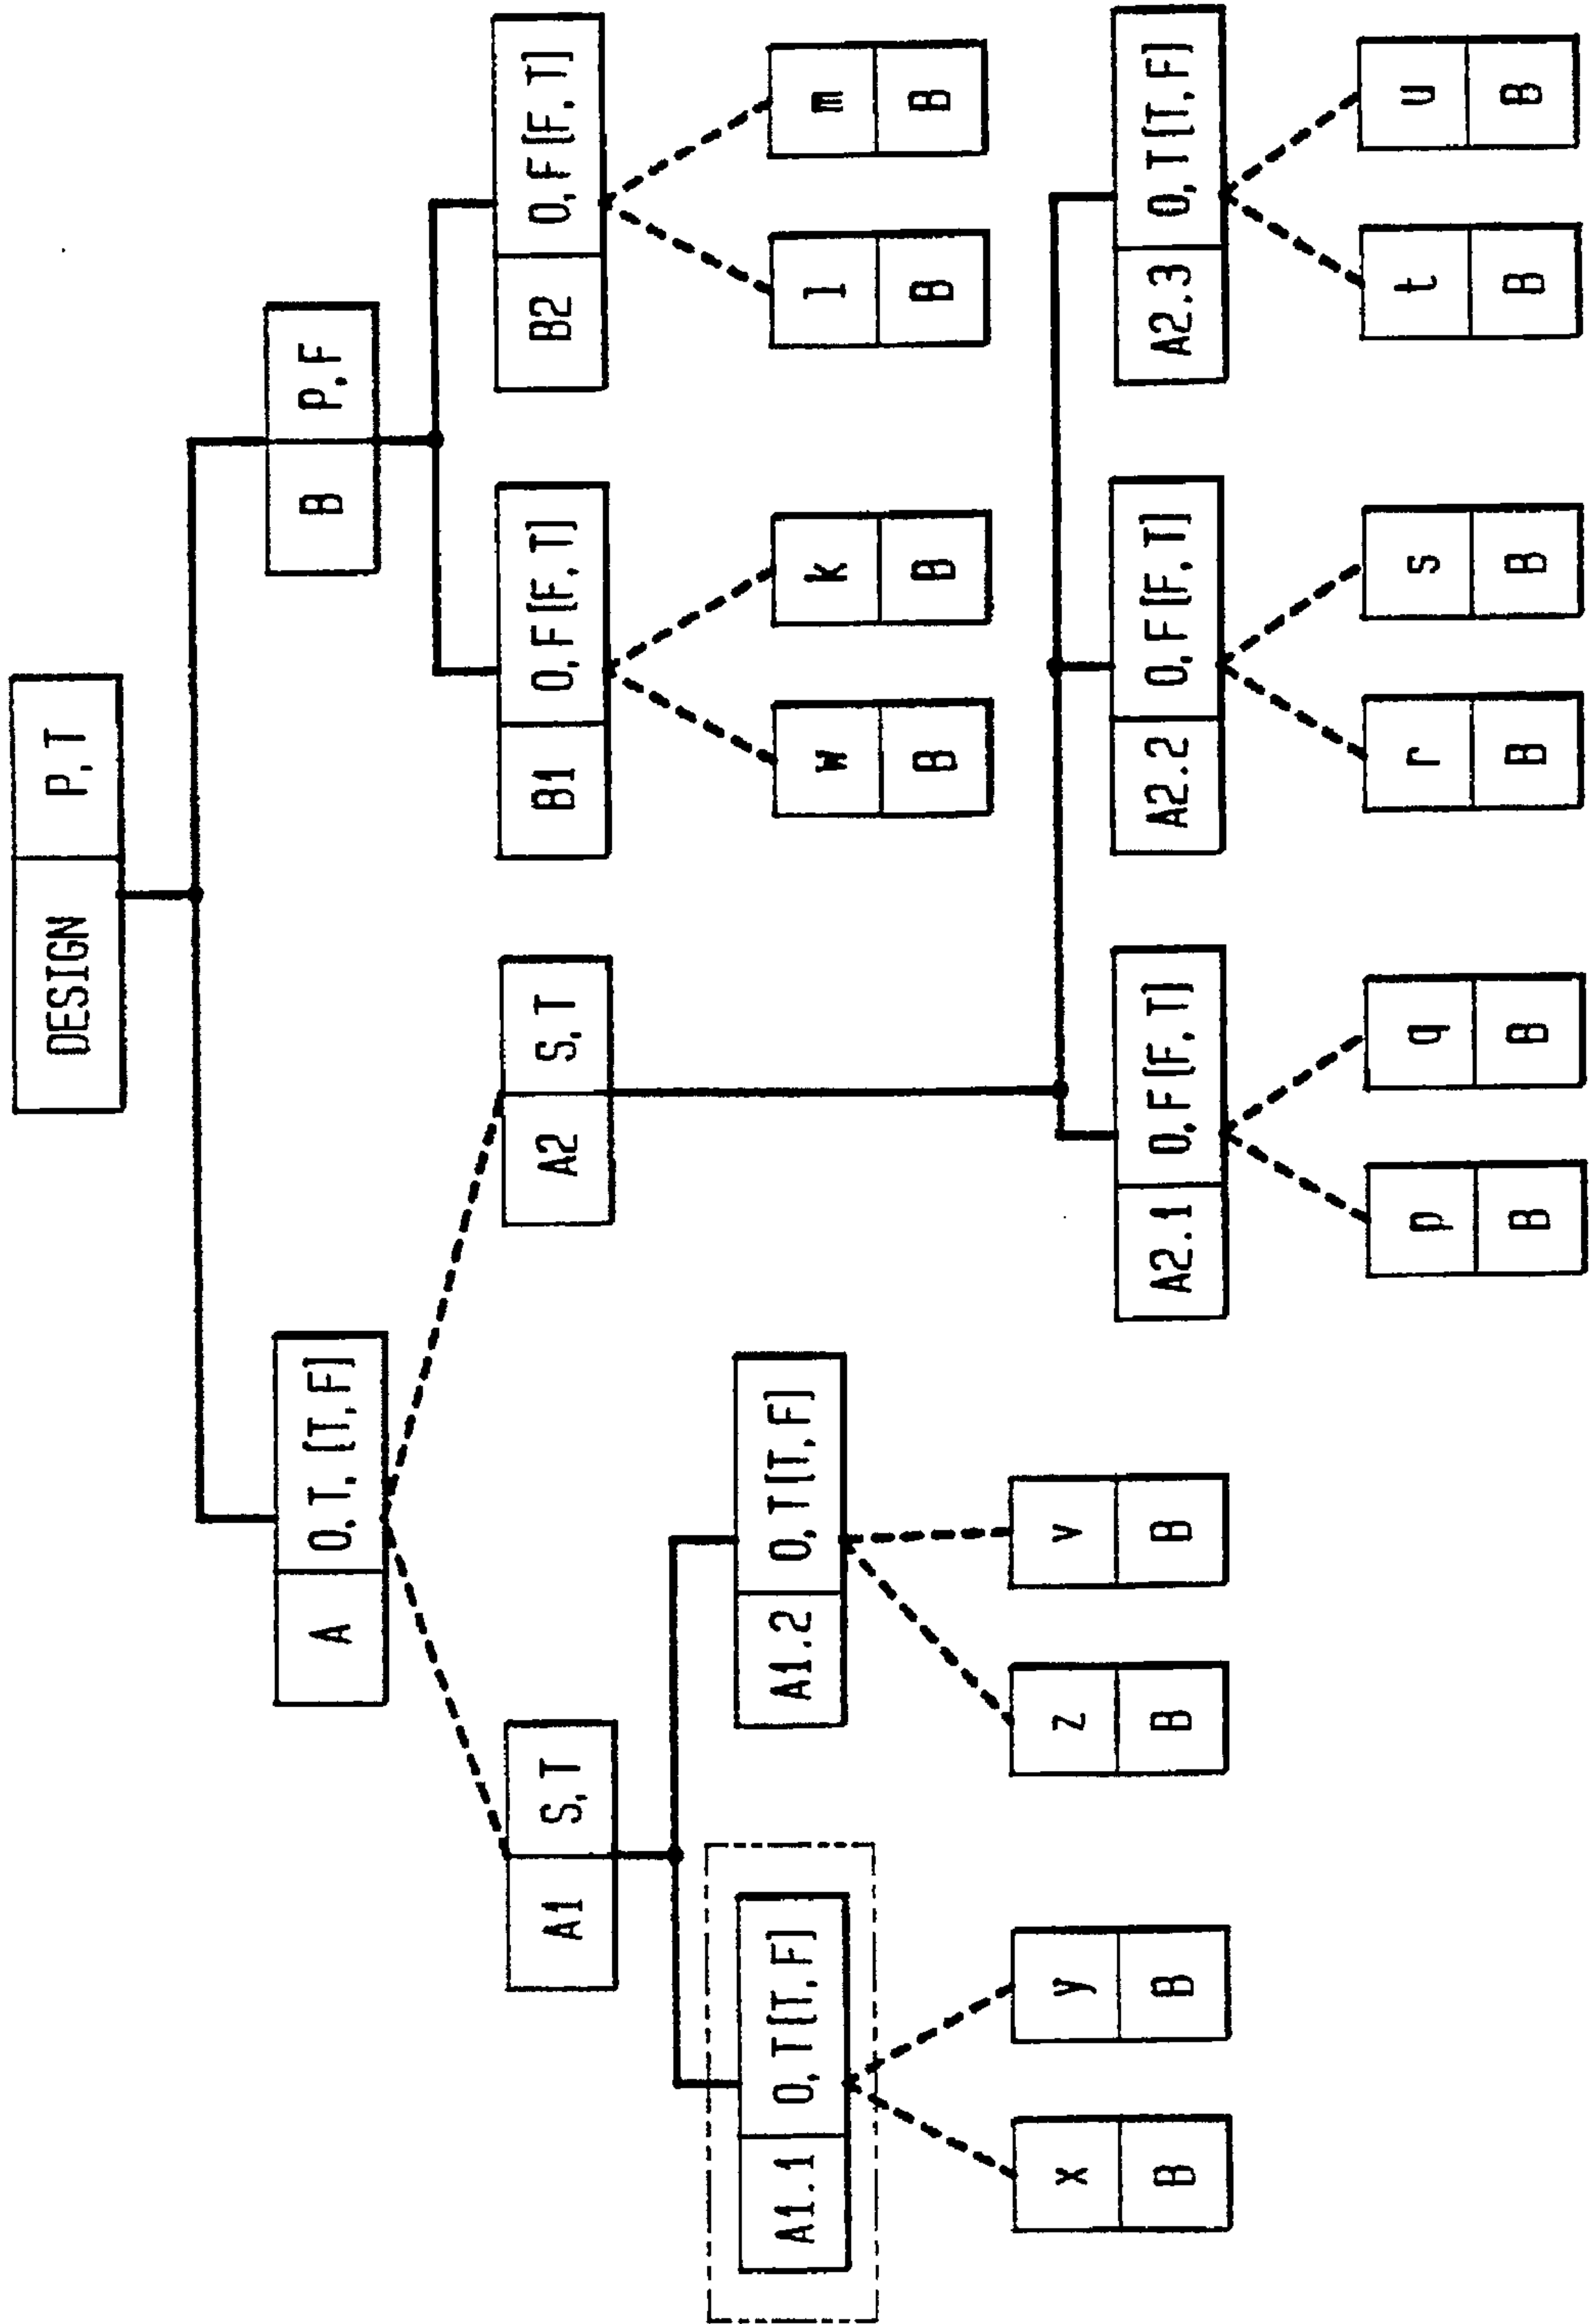 DESIGN P,T
A O,T,[T,F]
B P,F
A1 S,T
A2 S,T
B1 O,F[F,T]
B2 O,F[F,T]
A1.1 O,T[T,F]
A1.2 O,T[T,F]
w k l m
B B B B
x y z v
B B B B
A2.1 O,F[F,T]
A2.2 O,F[F,T]
A2.3 O,T[T,F]
p q r s t u
B B B B B B